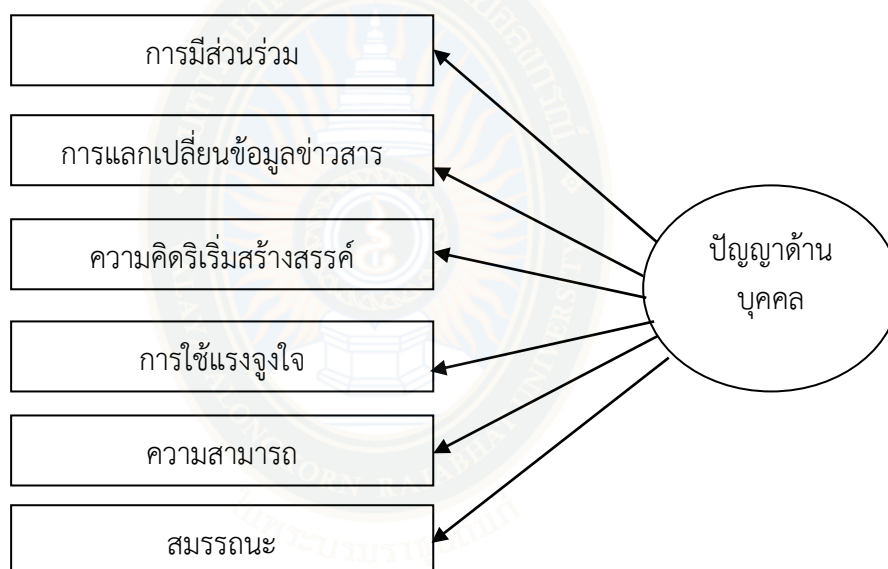 การมีส่วนร่วม
การแลกเปลี่ยนข้อมูลข่าวสาร
ความคิดริเริ่มสร้างสรรค์
การใช้แรงจูงใจ
ความสามารถ
สมรรถนะ
ปัญญาด้าน
บุคคล